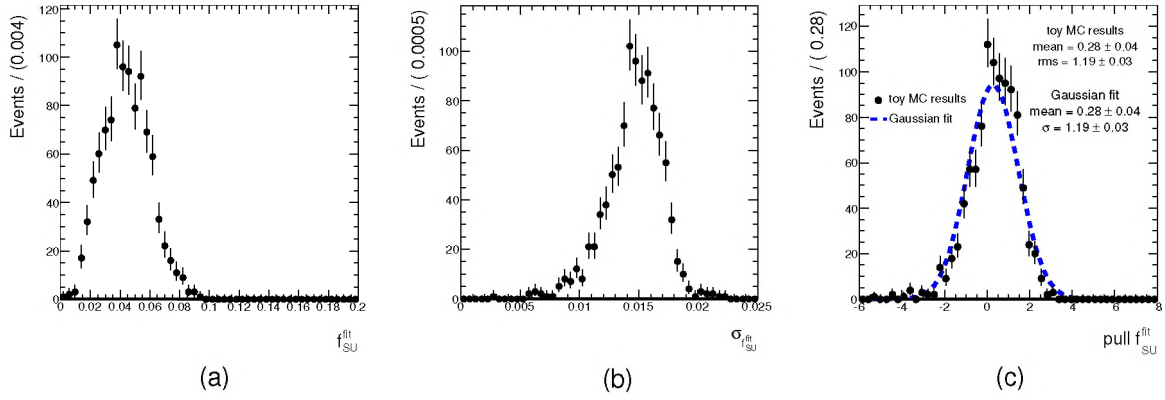 Events / (0.004)
120
100
80
60
40
20
0
0 0.02 0.04 0.06 0.08 0.1 0.12 0.14 0.16 0.18 0.2
f_SU^fit
(a)
Events / ( 0.0005)
100
80
60
40
20
0
0 0.005 0.01 0.015 0.02 0.025
σ_f_SU^fit
(b)
Events / ( 0.28)
120
100
80
60
40
20
0
-6 -4 -2 0 2 4 6 8
toy MC results
mean = 0.28 ± 0.04
rms = 1.19 ± 0.03
Gaussian fit
mean = 0.28 ± 0.04
σ = 1.19 ± 0.03
toy MC results
Gaussian fit
pull f_SU^fit
(c)